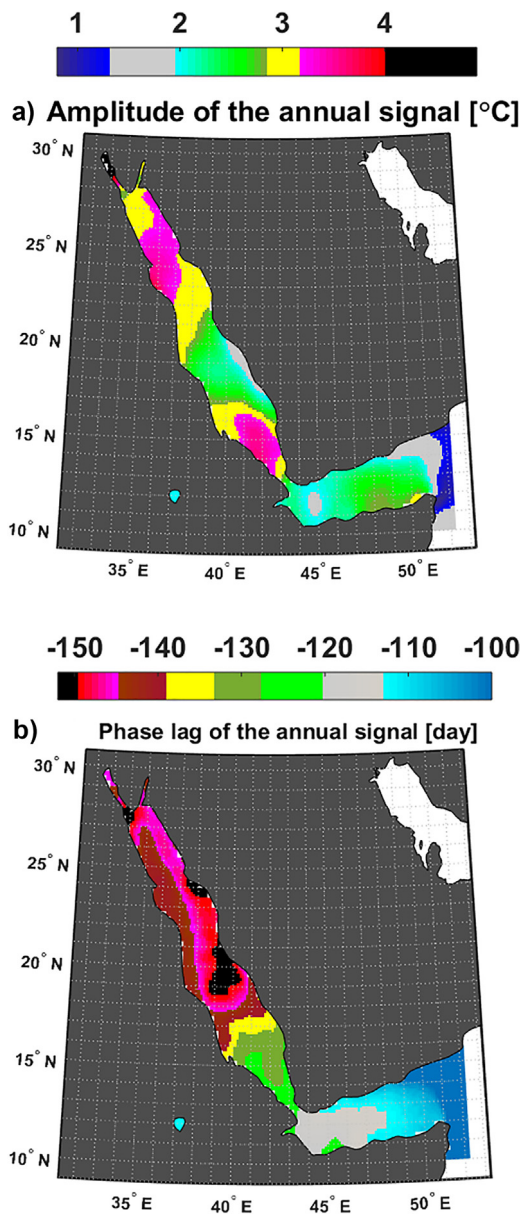 1 2 3 4
a) Amplitude of the annual signal [°C]
30° N
25° N
20° N
15° N
10° N
35° E 40° E 45° E 50° E
-150 -140 -130 -120 -110 -100
b) Phase lag of the annual signal [day]
30° N
25° N
20° N
15° N
10° N
35° E 40° E 45° E 50° E